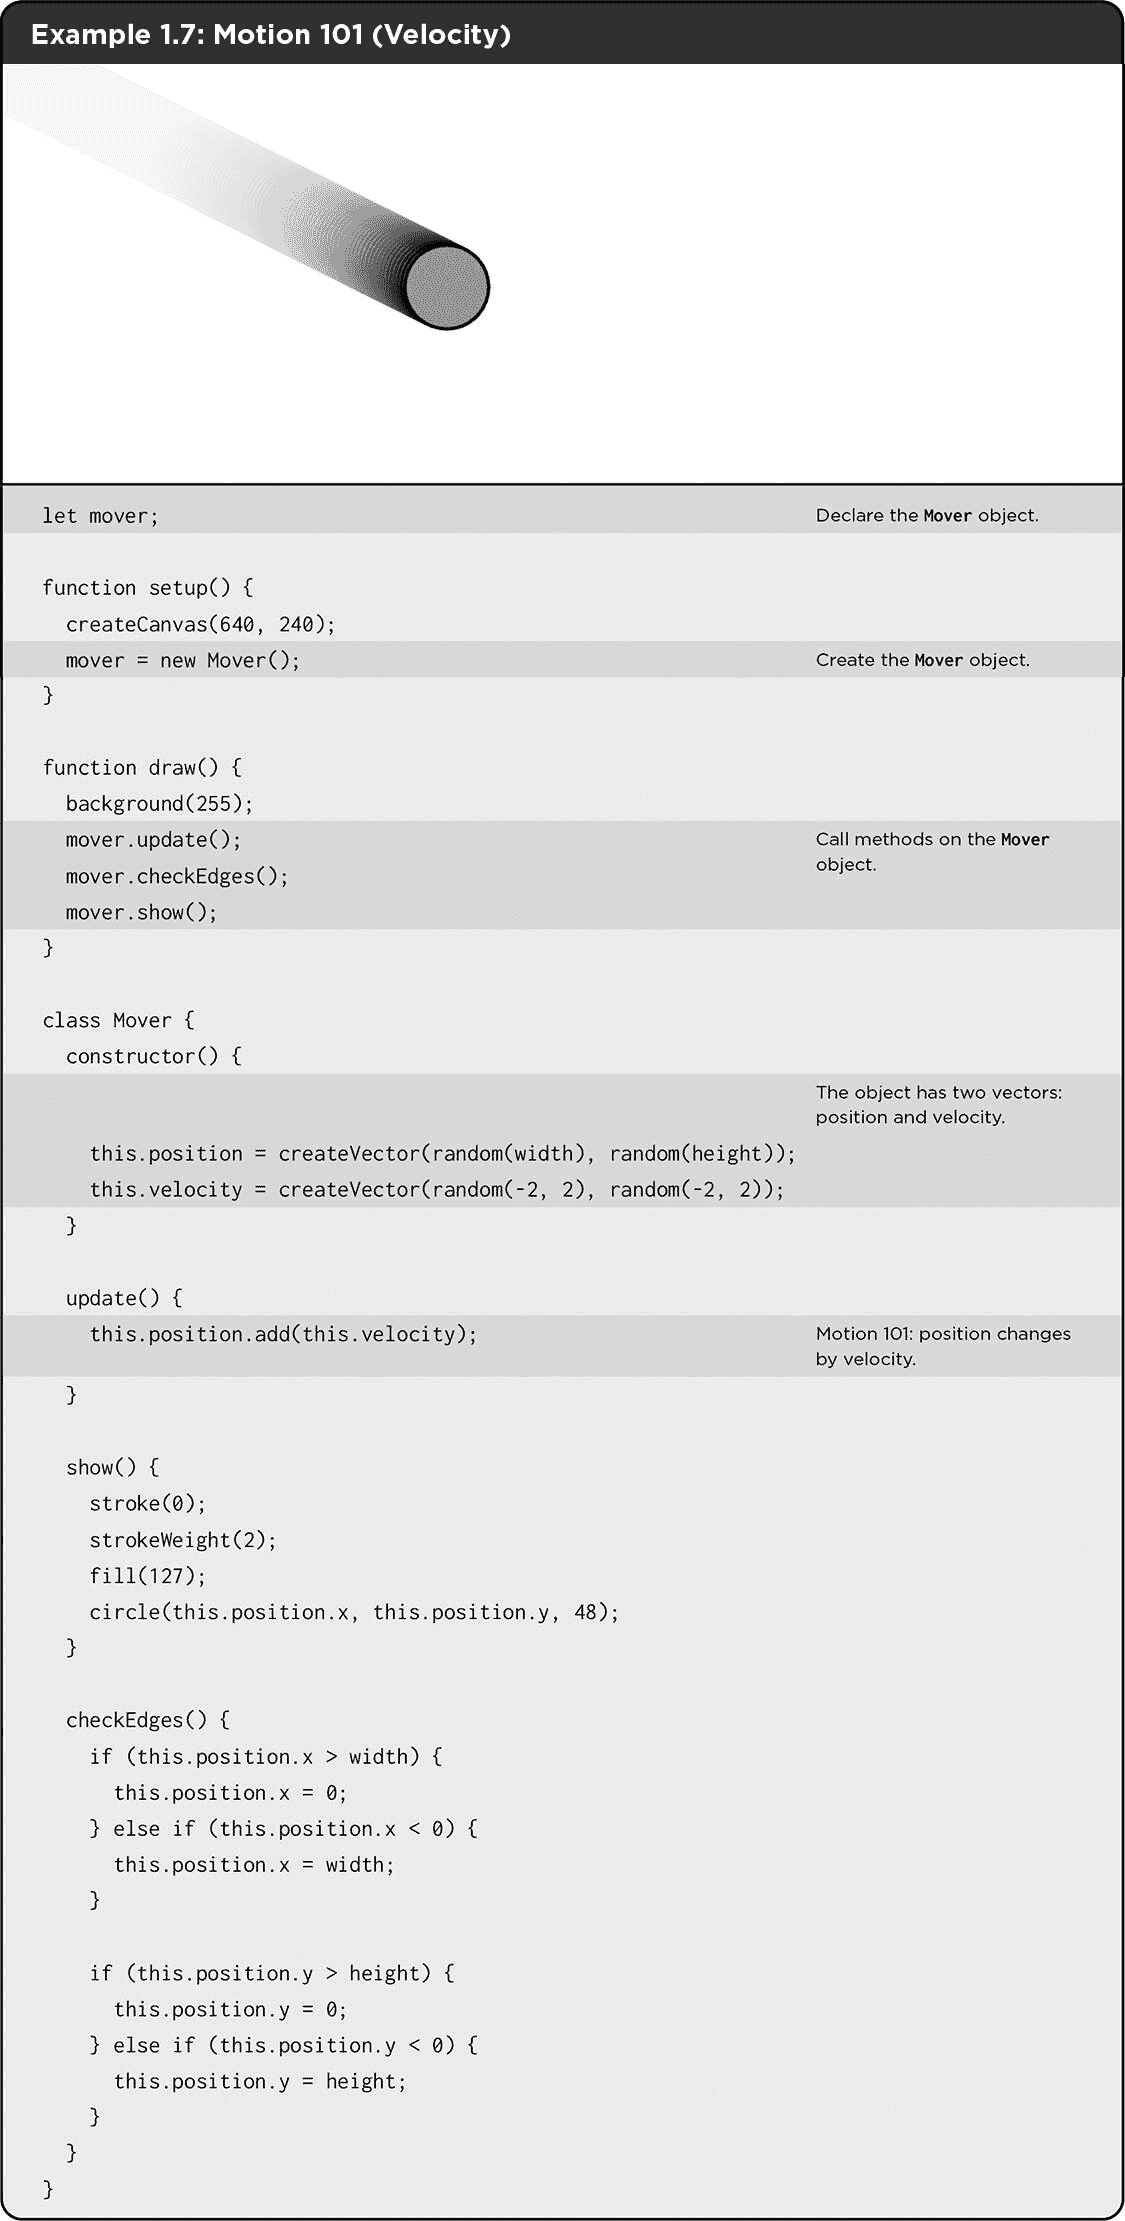 Example 1.7: Motion 101 (Velocity)
let mover;
Declare the Mover object.
function setup() {
createCanvas(640, 240);
mover = new Mover();
Create the Mover object.
}
function draw() {
background(255);
mover.update();
Call methods on the Mover
object.
mover.checkEdges();
mover.show();
}
class Mover {
constructor() {
The object has two vectors:
position and velocity.
this.position = createVector(random(width), random(height));
this.velocity = createVector(random(-2, 2), random(-2, 2));
}
update() {
this.position.add(this.velocity);
Motion 101: position changes
by velocity.
}
show() {
stroke(0);
strokeWeight(2);
fill(127);
circle(this.position.x, this.position.y, 48);
}
checkEdges() {
if (this.position.x > width) {
this.position.x = 0;
} else if (this.position.x < 0) {
this.position.x = width;
}
if (this.position.y > height) {
this.position.y = 0;
} else if (this.position.y < 0) {
this.position.y = height;
}
}
}